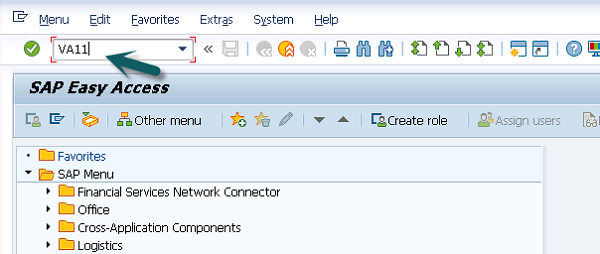 Menu Edit Favorites Extras System Help
VA11
SAP Easy Access
Other menu Create role Assign users
Favorites
SAP Menu
Financial Services Network Connector
Office
Cross-Application Components
Logistics